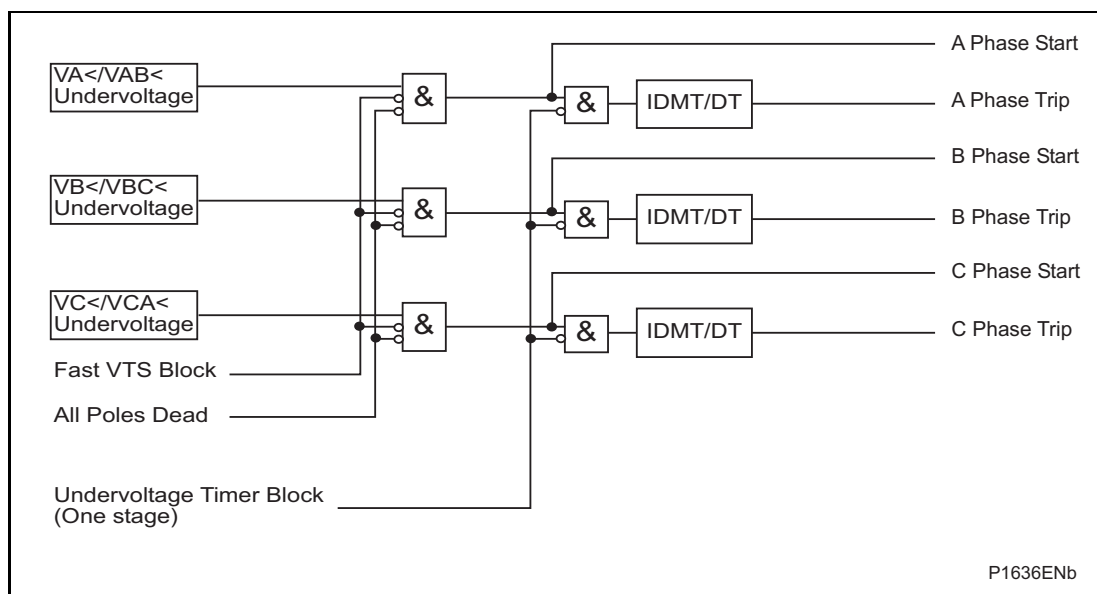 A Phase Start
VA</VAB<
Undervoltage
&
&
IDMT/DT
A Phase Trip
B Phase Start
VB</VBC<
Undervoltage
&
&
IDMT/DT
B Phase Trip
C Phase Start
VC</VCA<
Undervoltage
&
&
IDMT/DT
C Phase Trip
Fast VTS Block
All Poles Dead
Undervoltage Timer Block
(One stage)
P1636ENb